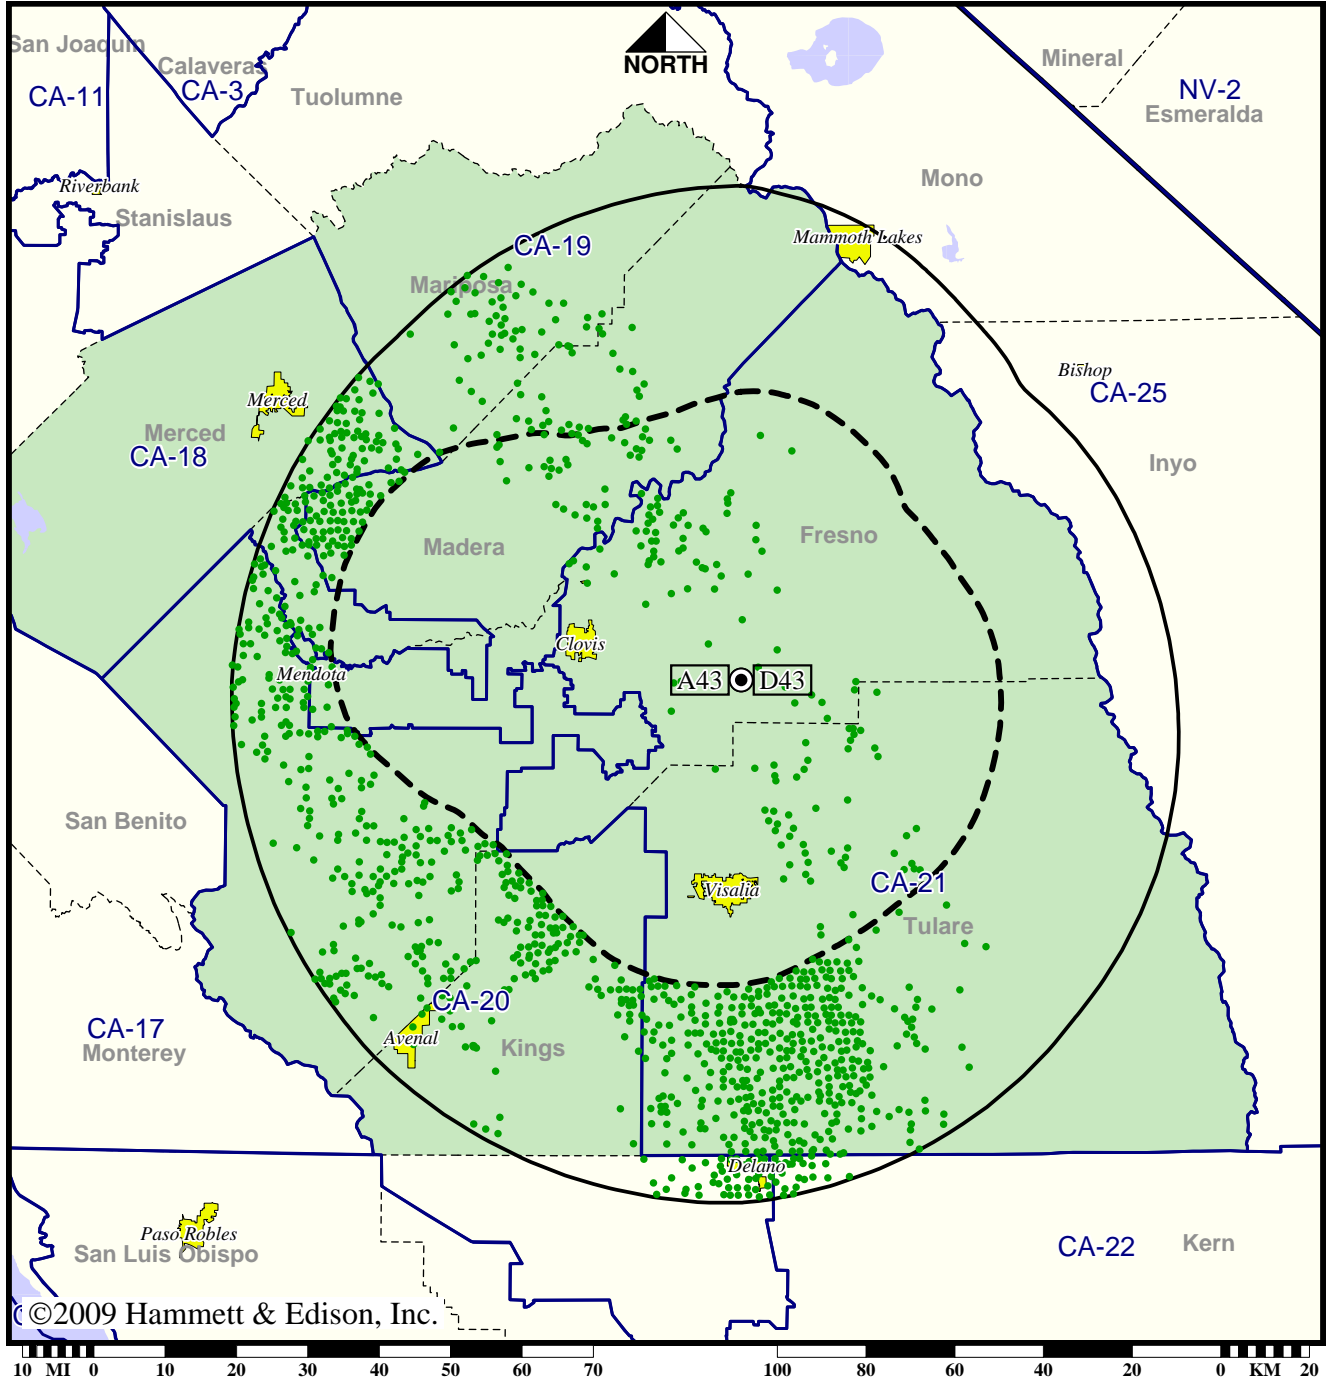 San Joaquin
Calaveras
CA-11
CA-3
Tuolumne
NORTH
Mineral
NV-2
Esmeralda
Riverbank
Stanislaus
Mono
CA-19
Mammoth Lakes
Mariposa
Bishop
CA-25
Merced
Merced
CA-18
Inyo
Madera
Fresno
Clovis
Mendota
A43
D43
San Benito
Visalia
CA-21
Tulare
CA-20
CA-17
Monterey
Avenal
Kings
Delano
Paso Robles
San Luis Obispo
CA-22
Kern
©2009 Hammett & Edison, Inc.
10 MI 0 10 20 30 40 50 60 70
100 80 60 40 20 0 KM 20